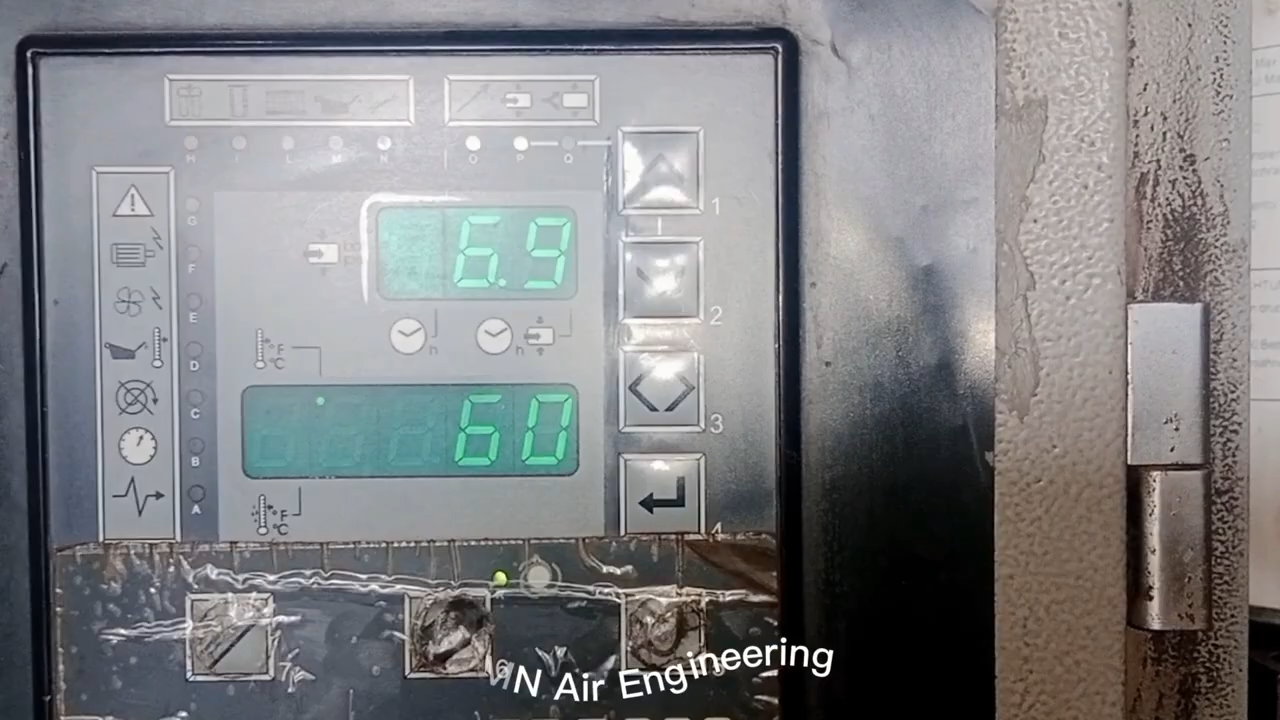 H I L M N O P Q
1
G
6.9
F
h h
2
E
°F
°C
D
C
3
60
B
A
°F
°C
4
Air Engineering